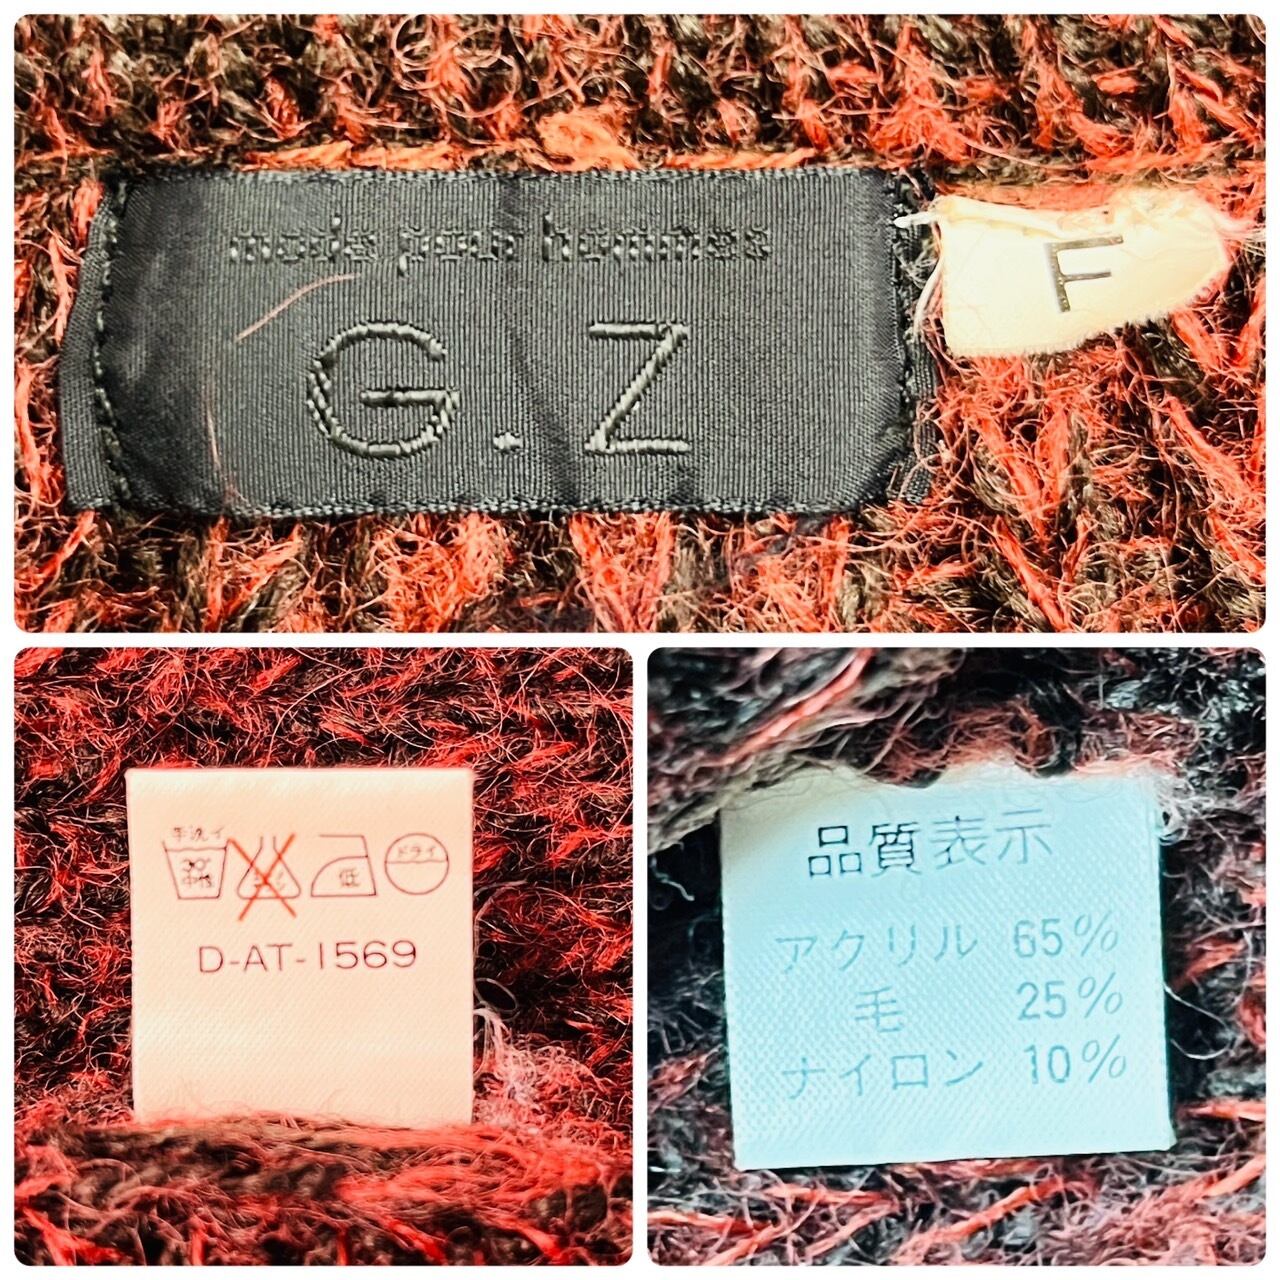 mode pour hommes
G.Z
F
手洗イ
30°
中性
低
ドライ
D-AT-1569
品質表示
アクリル 65%
毛 25%
ナイロン 10%